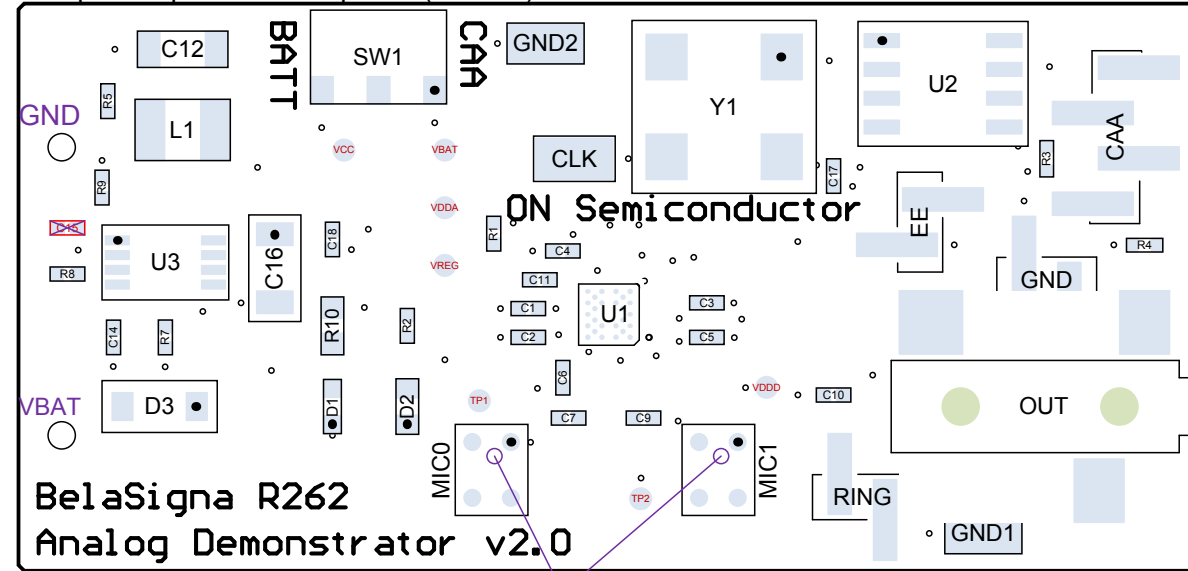 BATT
CAA
C12
SW1
GND2
Y1
U2
CAA
R5
L1
GND
VCC
VBAT
CLK
C17
R3
R9
VDDA
ON Semiconductor
EE
R4
R1
C18
C4
U3
C16
VREG
R8
C11
GND
C1
U1
C3
R10
R2
C14
R7
C2
C5
C6
VDDD
VBAT
D3
D1
D2
TP1
C7
C9
C10
OUT
MIC0
MIC1
TP2
RING
BelaSigna R262
Analog Demonstrator v2.0
GND1